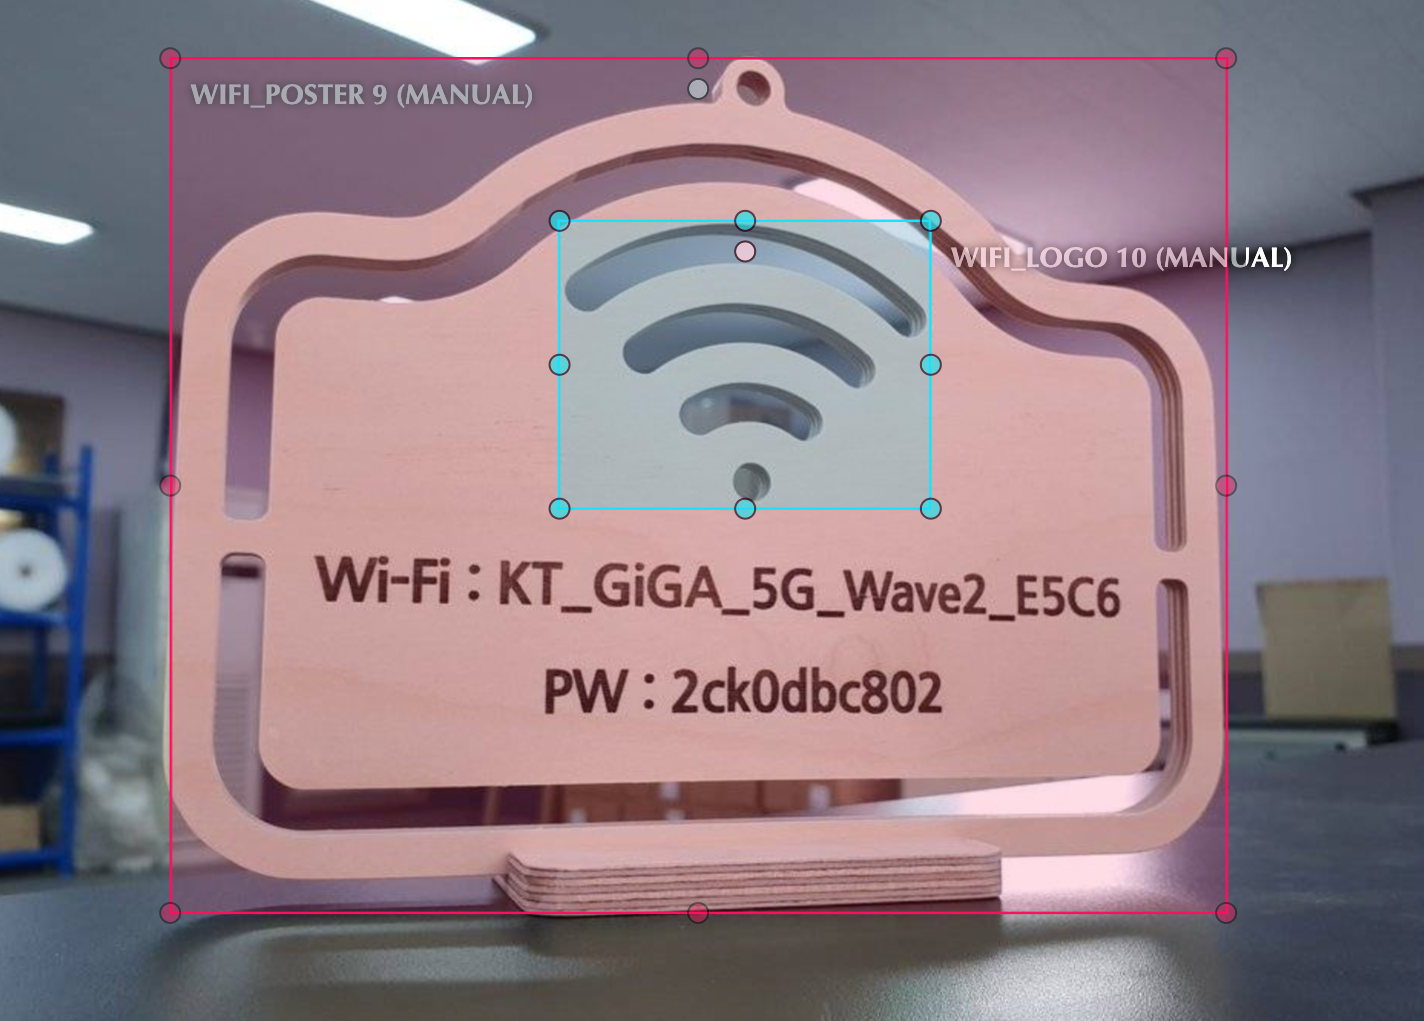 WIFI_POSTER 9 (MANUAL)
WIFI_LOGO 10 (MANUAL)
Wi-Fi : KT_GiGA_5G_Wave2_E5C6
PW : 2ck0dbc802